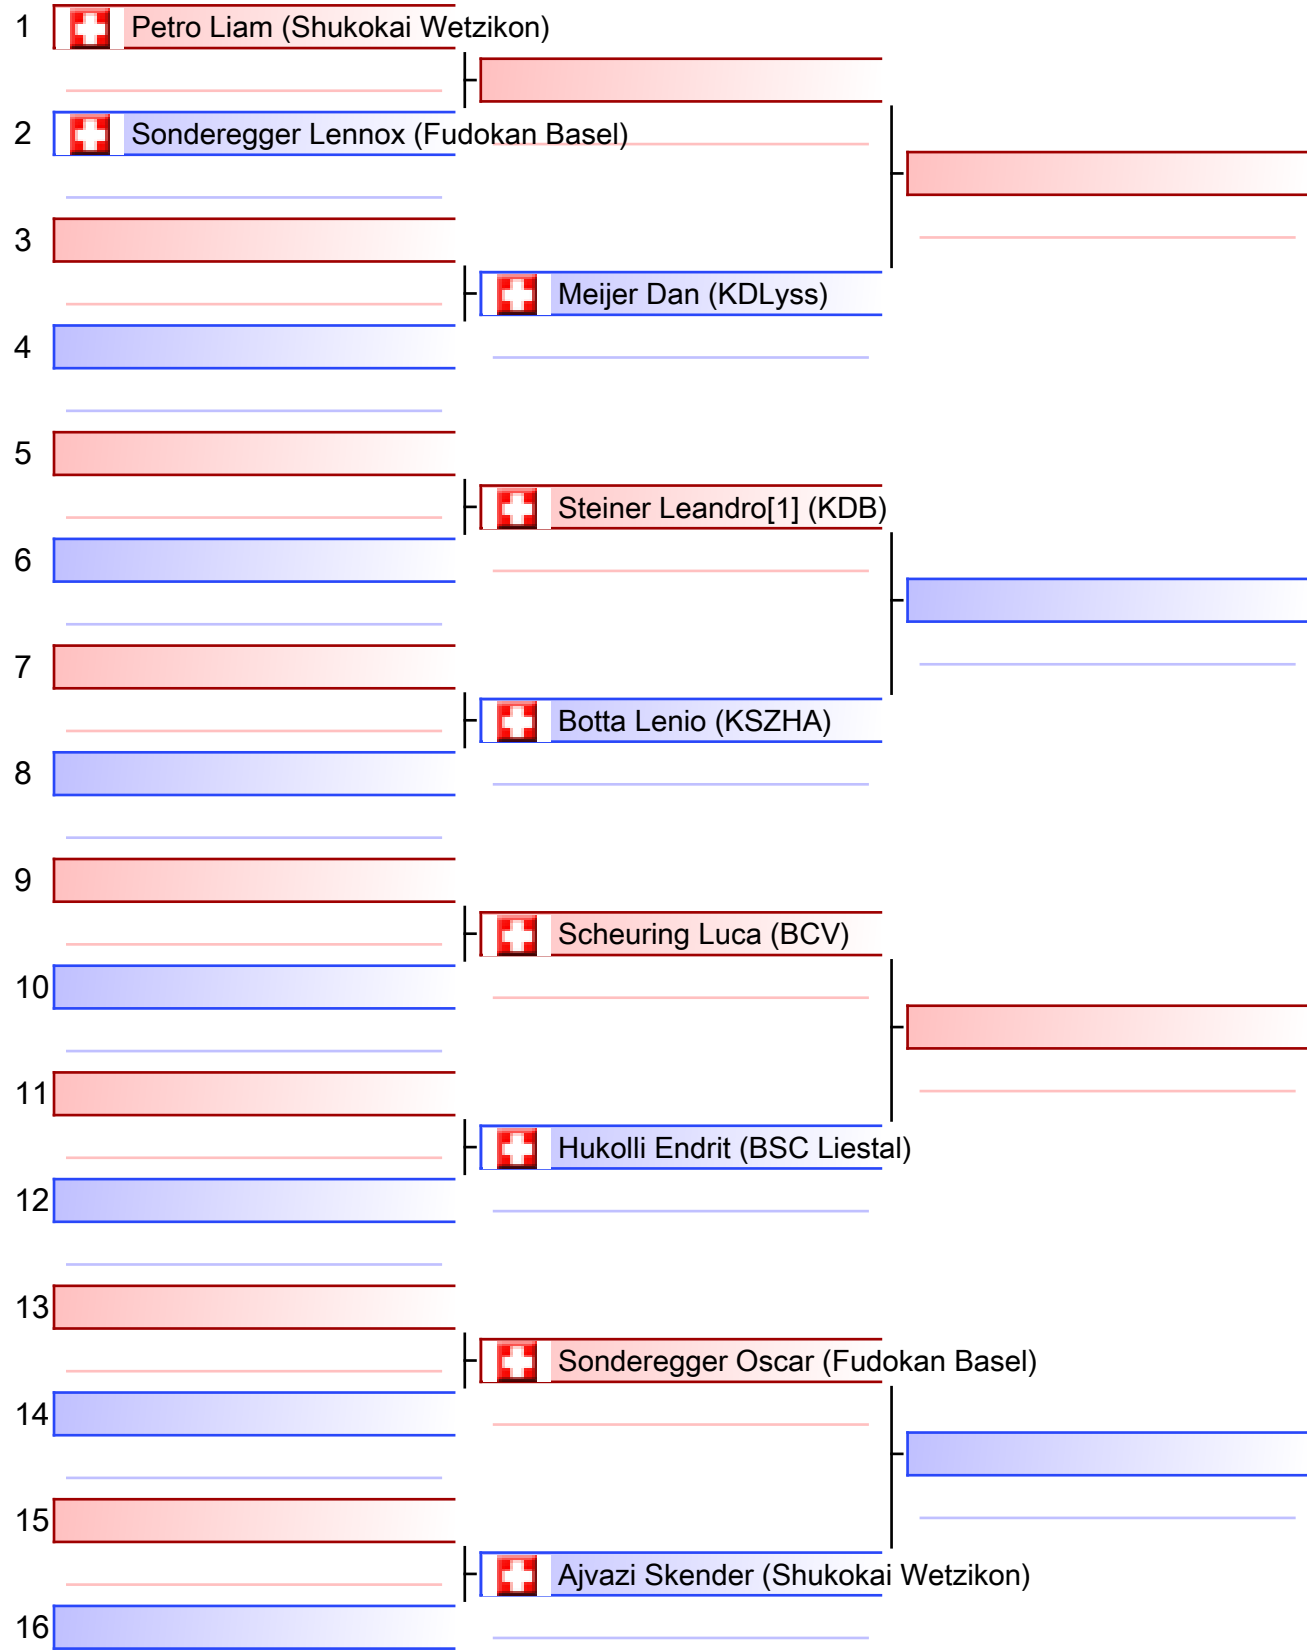 1 Petro Liam (Shukokai Wetzikon)
2 Sonderegger Lennox (Fudokan Basel)
3
Meijer Dan (KDLyss)
4
5
Steiner Leandro[1] (KDB)
6
7
Botta Lenio (KSZHA)
8
9
Scheuring Luca (BCV)
10
11
Hukolli Endrit (BSC Liestal)
12
13
Sonderegger Oscar (Fudokan Basel)
14
15
Ajvazi Skender (Shukokai Wetzikon)
16